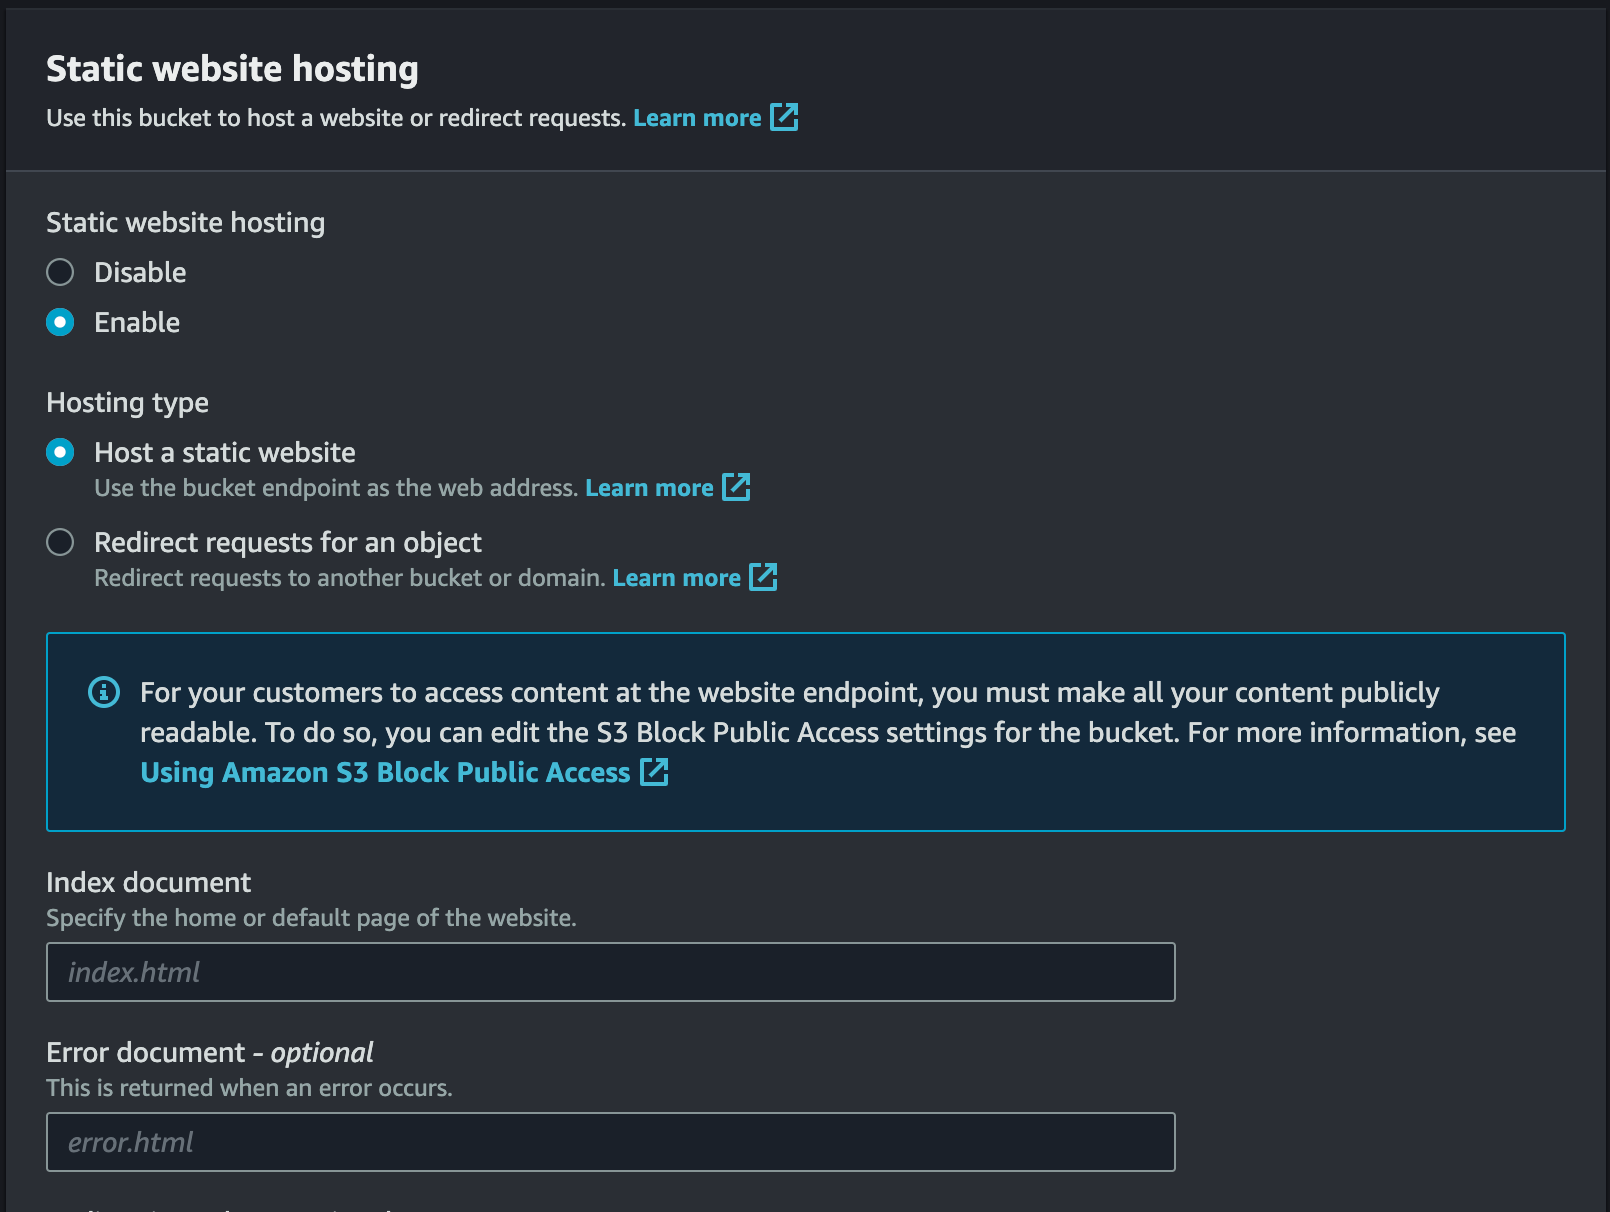 Static website hosting
Use this bucket to host a website or redirect requests. Learn more
Static website hosting
Disable
Enable
Hosting type
Host a static website
Use the bucket endpoint as the web address. Learn more
Redirect requests for an object
Redirect requests to another bucket or domain. Learn more
For your customers to access content at the website endpoint, you must make all your content publicly
readable. To do so, you can edit the S3 Block Public Access settings for the bucket. For more information, see
Using Amazon S3 Block Public Access
Index document
Specify the home or default page of the website.
index.html
Error document - optional
This is returned when an error occurs.
error.html